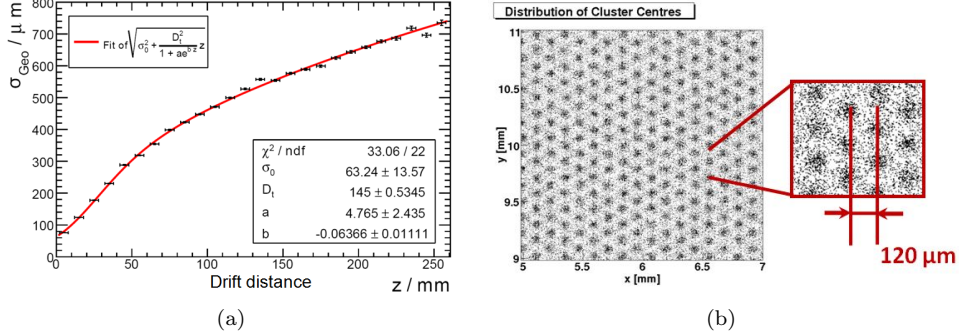 800
700
600
500
400
300
200
100
0
σGeo / μ m
Fit of √(σ₀² + D_t²/(1 + ae^{b z}) z)
χ² / ndf 33.06 / 22
σ₀ 63.24 ± 13.57
D_t 145 ± 0.5345
a 4.765 ± 2.435
b -0.06366 ± 0.01111
0 50 100 150 200 250
Drift distance z / mm
(a)
Distribution of Cluster Centres
11
10.5
10
9.5
9
y [mm]
5 5.5 6 6.5 7
x [mm]
120 μm
(b)